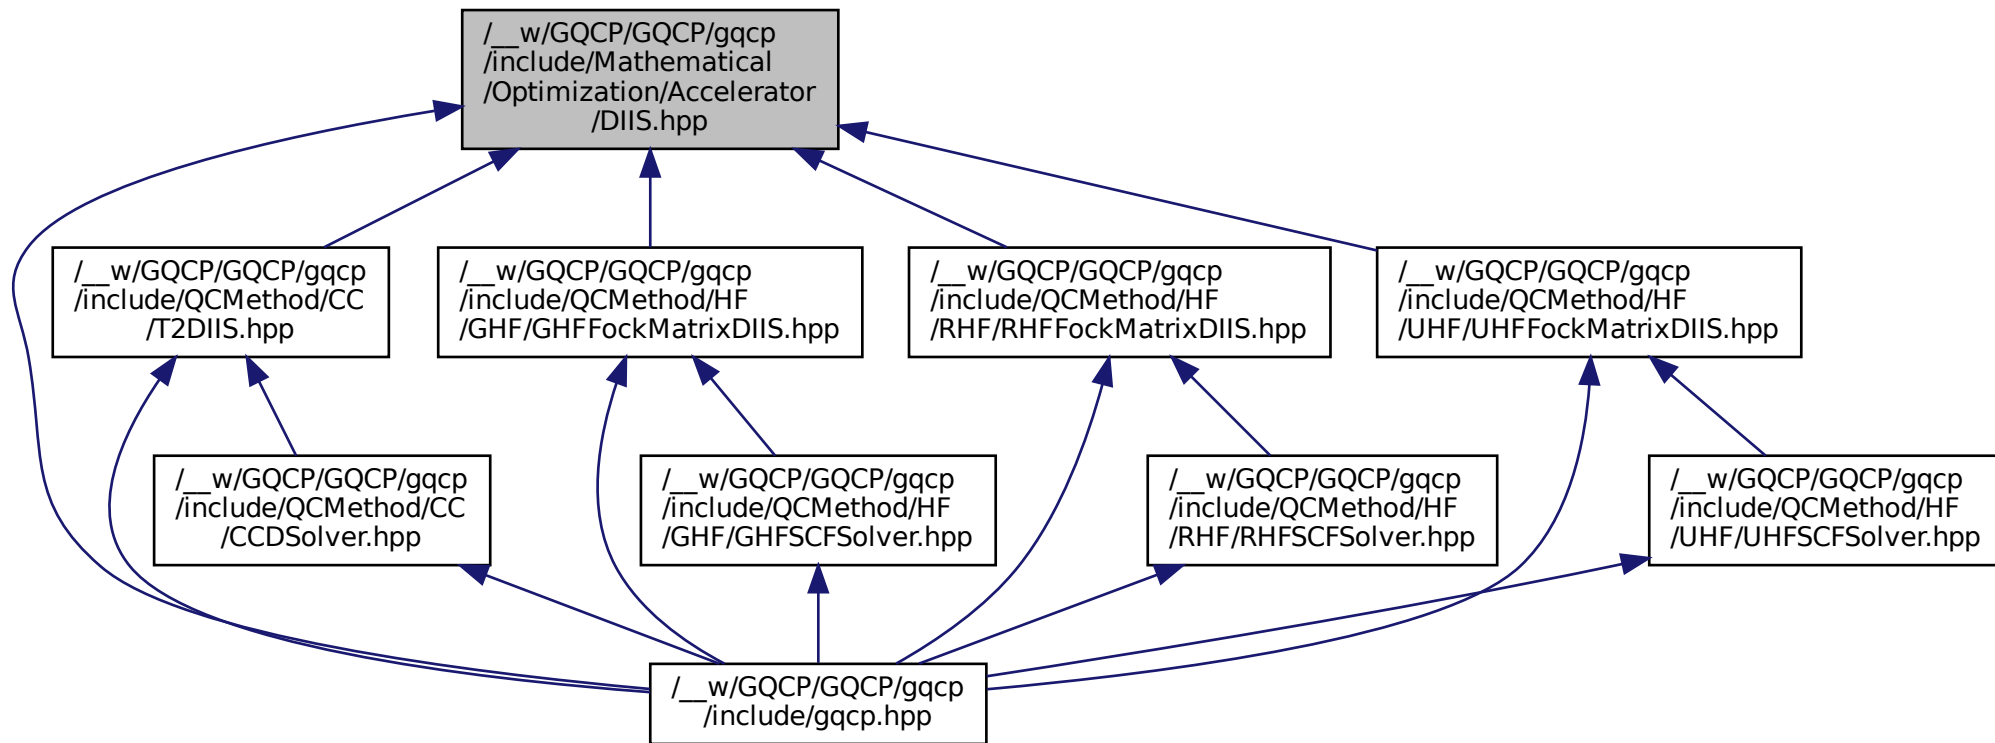 /__w/GQCP/GQCP/gqcp
/include/Mathematical
/Optimization/Accelerator
/DIIS.hpp
/__w/GQCP/GQCP/gqcp
/include/QCMethod/CC
/T2DIIS.hpp
/__w/GQCP/GQCP/gqcp
/include/QCMethod/HF
/GHF/GHFFockMatrixDIIS.hpp
/__w/GQCP/GQCP/gqcp
/include/QCMethod/HF
/RHF/RHFFockMatrixDIIS.hpp
/__w/GQCP/GQCP/gqcp
/include/QCMethod/HF
/UHF/UHFFockMatrixDIIS.hpp
/__w/GQCP/GQCP/gqcp
/include/QCMethod/CC
/CCDSolver.hpp
/__w/GQCP/GQCP/gqcp
/include/QCMethod/HF
/GHF/GHFSCFSolver.hpp
/__w/GQCP/GQCP/gqcp
/include/QCMethod/HF
/RHF/RHFSCFSolver.hpp
/__w/GQCP/GQCP/gqcp
/include/QCMethod/HF
/UHF/UHFSCFSolver.hpp
/__w/GQCP/GQCP/gqcp
/include/gqcp.hpp